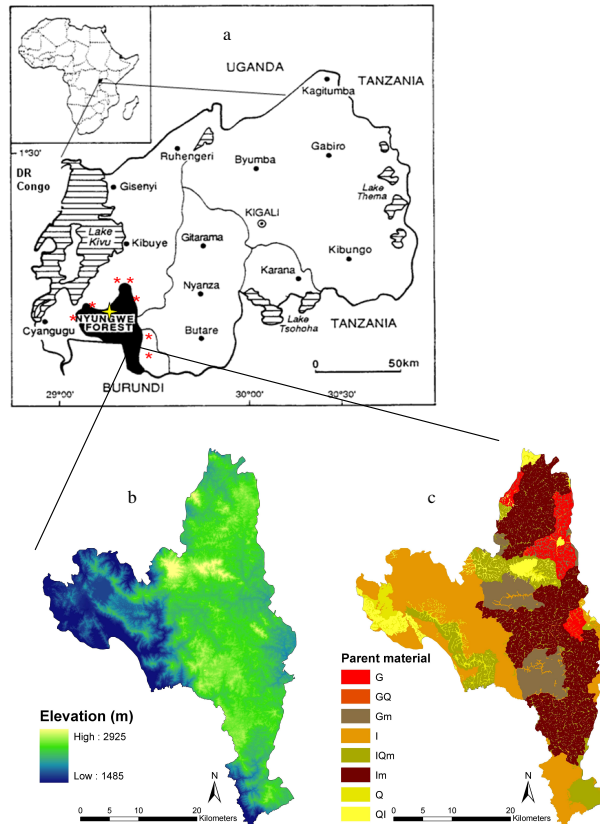 a
UGANDA
TANZANIA
Kagitumba
1°30'
Ruhengeri
Byumba
Gabiro
DR
Congo
Gisenyi
Lake
Thema
KIGALI
Lake
Kivu
Kibuye
Gitarama
Kibungo
Karana
Nyanza
NYUNGWE
FOREST
Cyangugu
Lake
Tsohoha
TANZANIA
Butare
0 50km
BURUNDI
29°00'
30°00'
30°30'
b
c
Elevation (m)
High : 2925
Low : 1485
N
0 5 10 20
Kilometers
Parent material
G
GQ
Gm
I
IQm
Im
Q
QI
N
0 5 10 20
Kilometers